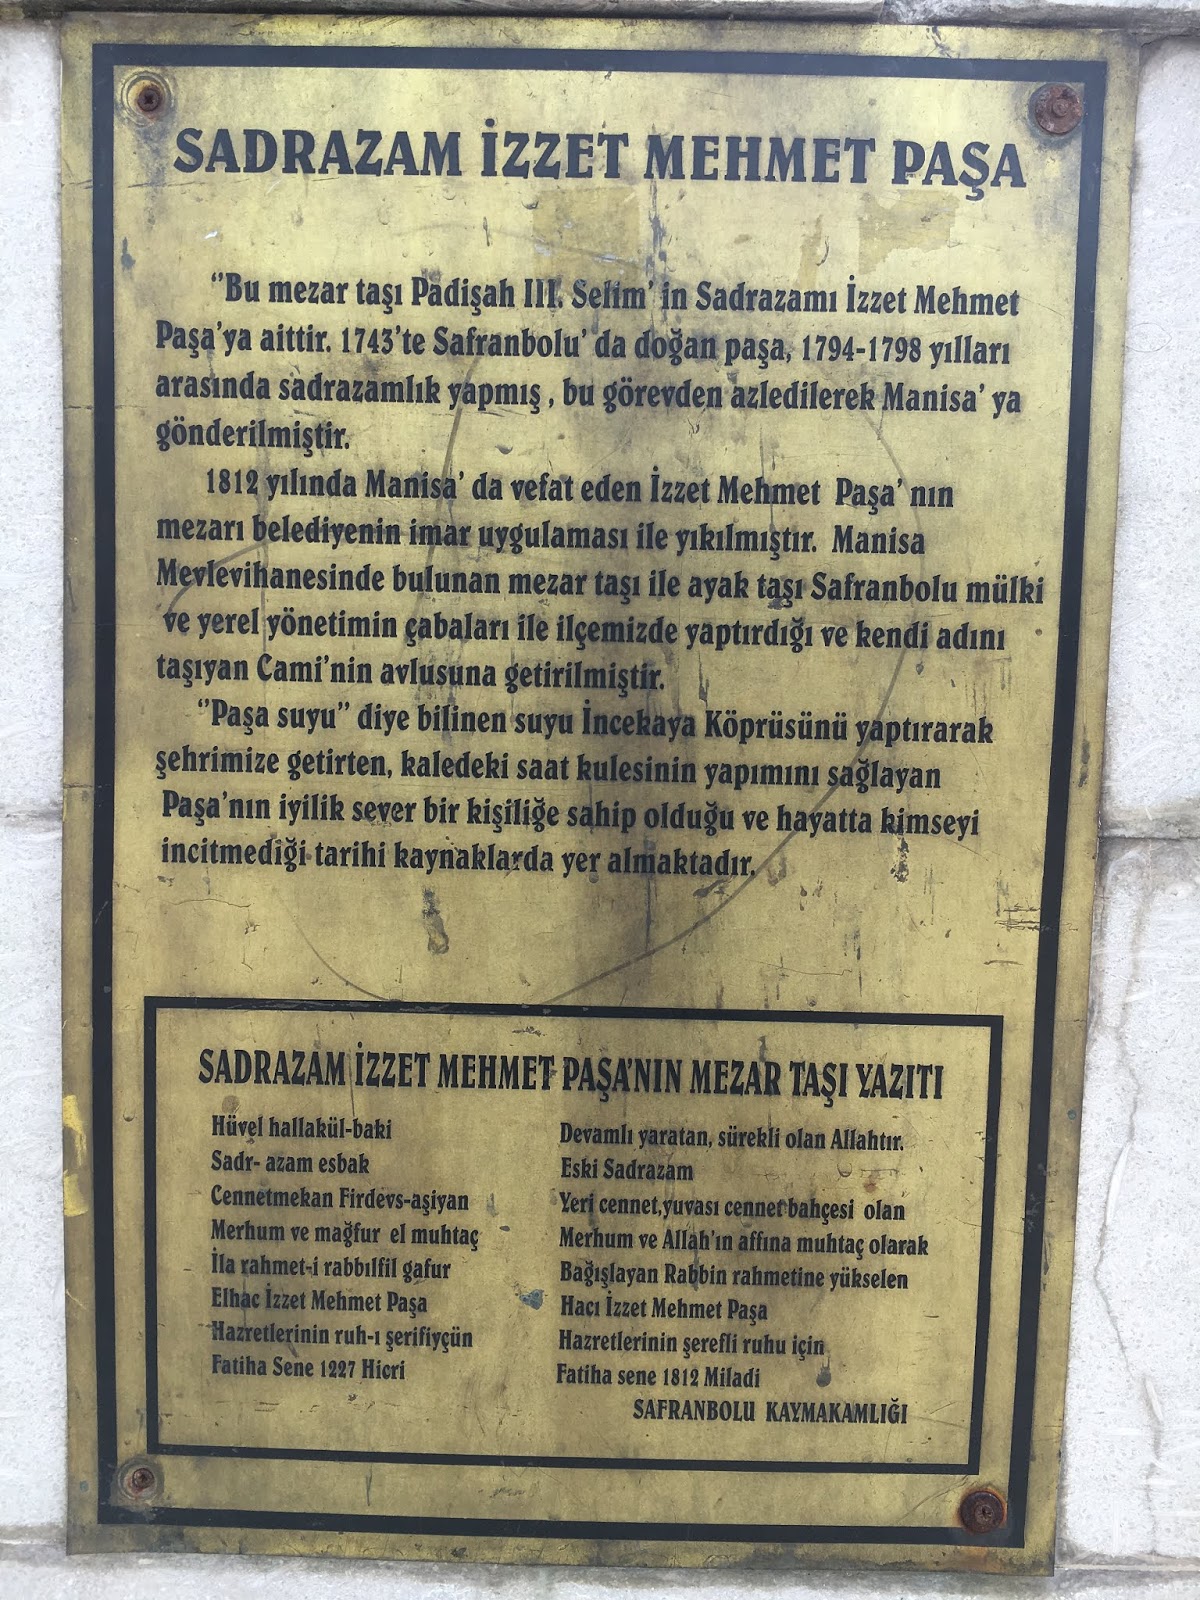 SADRAZAM İZZET MEHMET PAŞA
"Bu mezar taşı Padişah III. Selim' in Sadrazamı İzzet Mehmet
Paşa'ya aittir. 1743'te Safranbolu' da doğan paşa, 1794-1798 yılları
arasında sadrazamlık yapmış , bu görevden azledilerek Manisa' ya
gönderilmiştir.
1812 yılında Manisa' da vefat eden İzzet Mehmet Paşa' nın
mezarı belediyenin imar uygulaması ile yıkılmıştır. Manisa
Mevlevihanesinde bulunan mezar taşı ile ayak taşı Safranbolu mülki
ve yerel yönetimin çabaları ile ilçemizde yaptırdığı ve kendi adını
taşıyan Cami'nin avlusuna getirilmiştir.
"Paşa suyu" diye bilinen suyu İncekaya Köprüsünü yaptırarak
şehrimize getirten, kaledeki saat kulesinin yapımını sağlayan
Paşa'nın iyilik sever bir kişiliğe sahip olduğu ve hayatta kimseyi
incitmediği tarihi kaynaklarda yer almaktadır.
SADRAZAM İZZET MEHMET PAŞA'NIN MEZAR TAŞI YAZITI
Hüvel hallakül-baki
Sadr- azam esbak
Cennetmekan Firdevs-aşiyan
Merhum ve mağfur el muhtaç
İla rahmet-i rabbılfil gafur
Elhac İzzet Mehmet Paşa
Hazretlerinin ruh-ı şerifiyçün
Fatiha Sene 1227 Hicri
Devamlı yaratan, sürekli olan Allahtır.
Eski Sadrazam
Yeri cennet,yuvası cennet bahçesi olan
Merhum ve Allah'ın affına muhtaç olarak
Bağışlayan Rabbin rahmetine yükselen
Hacı İzzet Mehmet Paşa
Hazretlerinin şerefli ruhu için
Fatiha sene 1812 Miladi
SAFRANBOLU KAYMAKAMLIĞI